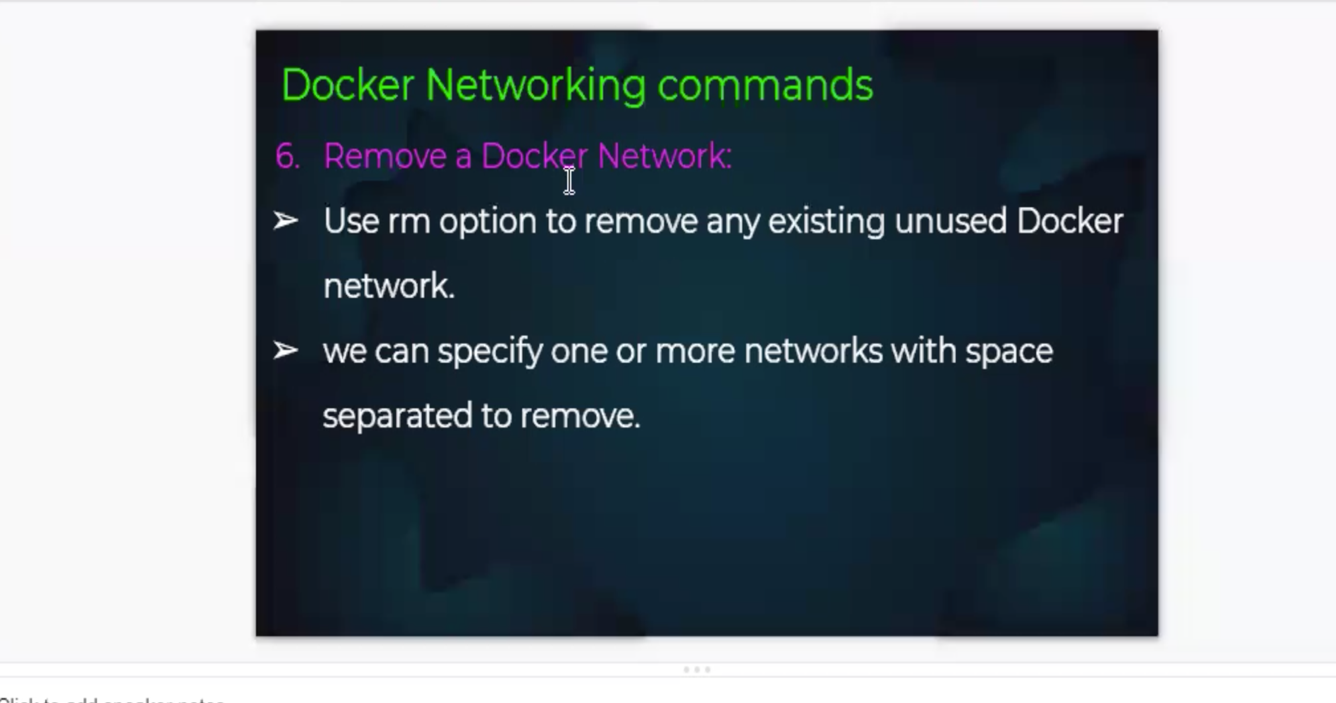 Docker Networking commands
6. Remove a Docker Network:
➢ Use rm option to remove any existing unused Docker
network.
➢ we can specify one or more networks with space
separated to remove.